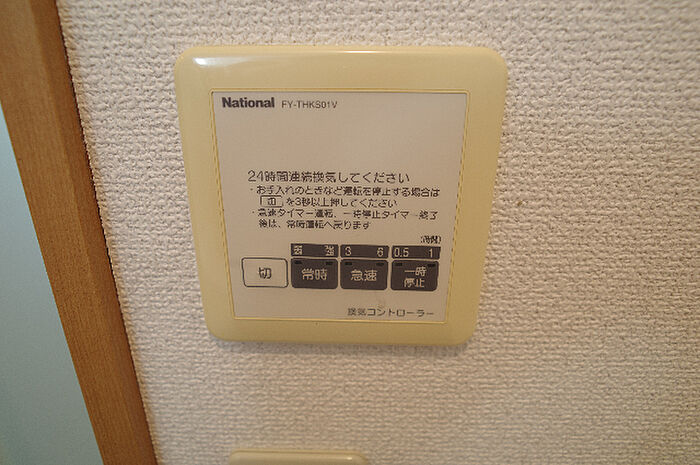 National FY-THKS01V
24時間連続換気してください
・お手入れのときなど運転を停止する場合は
切 を3秒以上押してください
・急速タイマー運転、一時停止タイマー終了
後は、常時運転へ戻ります
(時間)
弱 強 3 6 0.5 1
切 常時 急速 一時停止
換気コントローラー